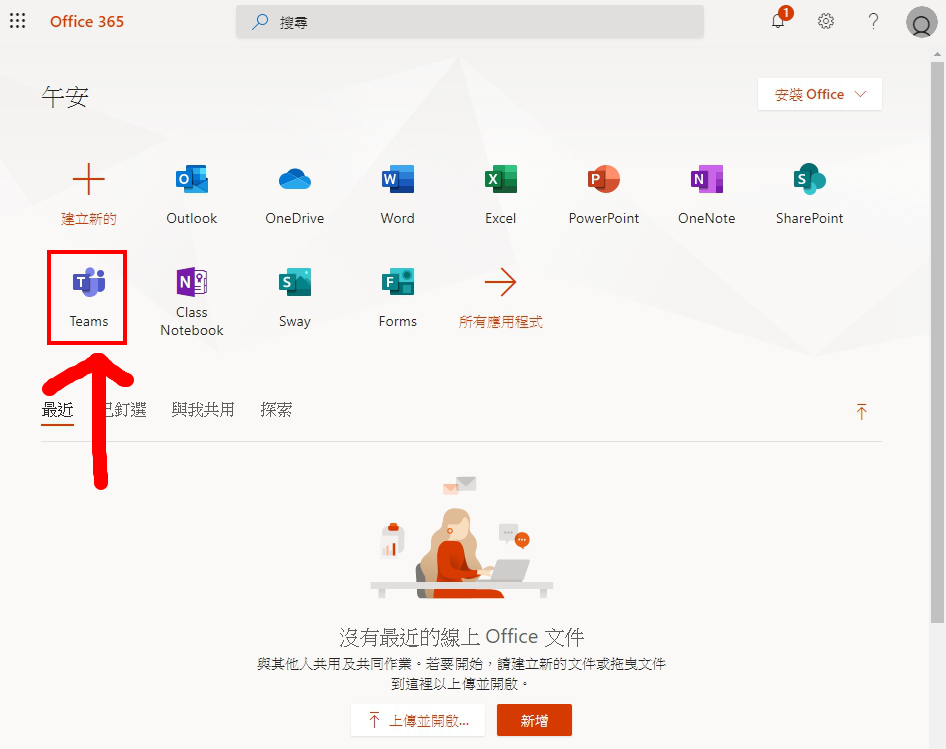 Office 365
搜尋
1
午安
安裝 Office
建立新的
Outlook
OneDrive
Word
Excel
PowerPoint
OneNote
SharePoint
Teams
Class
Notebook
Sway
Forms
所有應用程式
最近
已釘選
與我共用
探索
沒有最近的線上 Office 文件
與其他人共用及共同作業。若要開始，請建立新的文件或拖曳文件
到這裡以上傳並開啟。
上傳並開啟...
新增